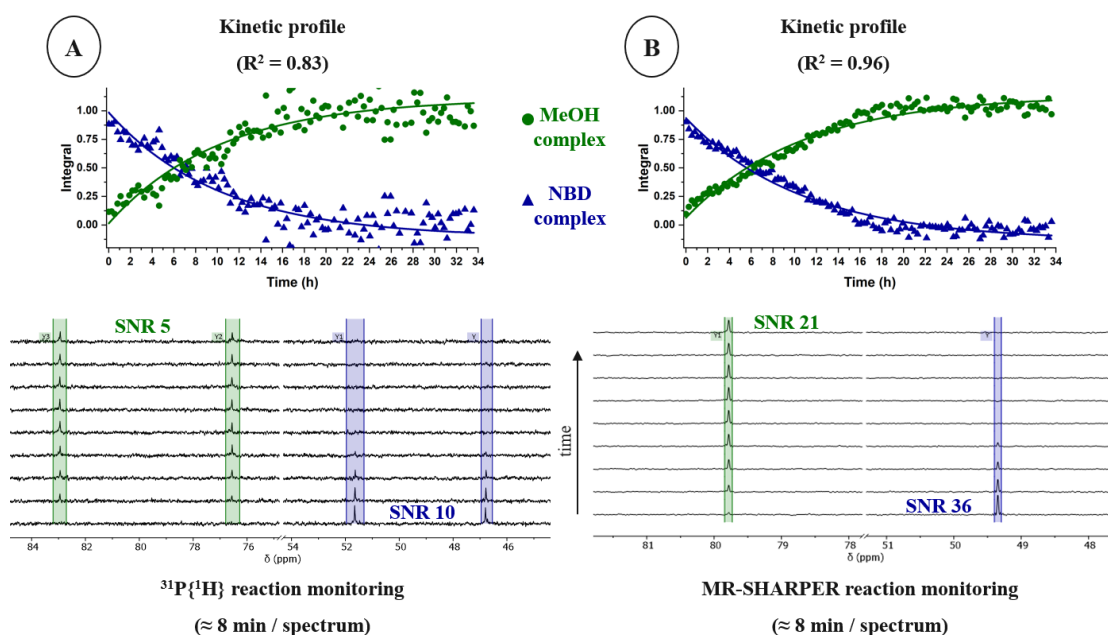 A
Kinetic profile
(R² = 0.83)
1.00
0.75
0.50
0.25
0.00
Integral
0 2 4 6 8 10 12 14 16 18 20 22 24 26 28 30 32 34
Time (h)
MeOH
complex
NBD
complex
B
Kinetic profile
(R² = 0.96)
1.00
0.75
0.50
0.25
0.00
Integral
0 2 4 6 8 10 12 14 16 18 20 22 24 26 28 30 32 34
Time (h)
Y3 SNR 5 Y2 Y1 Y
SNR 10
84 82 80 78 76 54 52 50 48 46
δ (ppm)
³¹P{¹H} reaction monitoring
(≈ 8 min / spectrum)
time
Y1 SNR 21 Y
SNR 36
81 80 79 78 51 50 49 48
δ (ppm)
MR-SHARPER reaction monitoring
(≈ 8 min / spectrum)